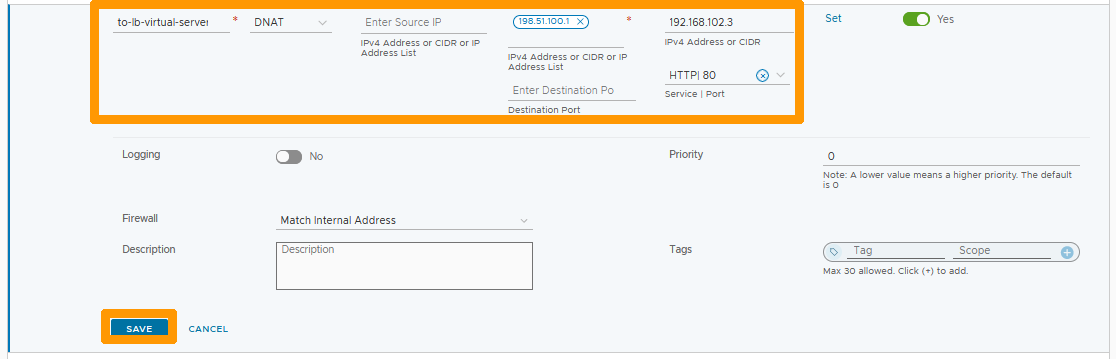 to-lb-virtual-server * DNAT Enter Source IP 198.51.100.1 * 192.168.102.3 Set Yes
IPv4 Address or CIDR or IP
Address List
IPv4 Address or CIDR or IP
Address List
IPv4 Address or CIDR
HTTP| 80
Service | Port
Enter Destination Po
Destination Port
Logging No Priority 0
Note: A lower value means a higher priority. The default
is 0
Firewall Match Internal Address
Description Description Tags Tag Scope
Max 30 allowed. Click (+) to add.
SAVE CANCEL